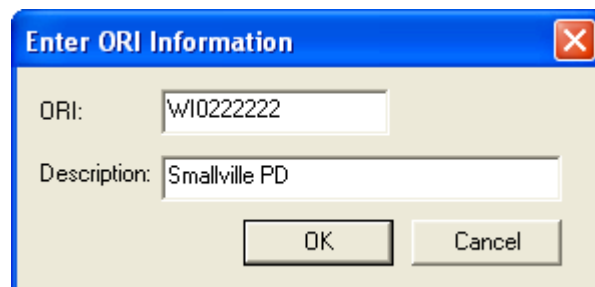 Enter ORI Information
ORI: WI0222222
Description: Smallville PD
OK Cancel